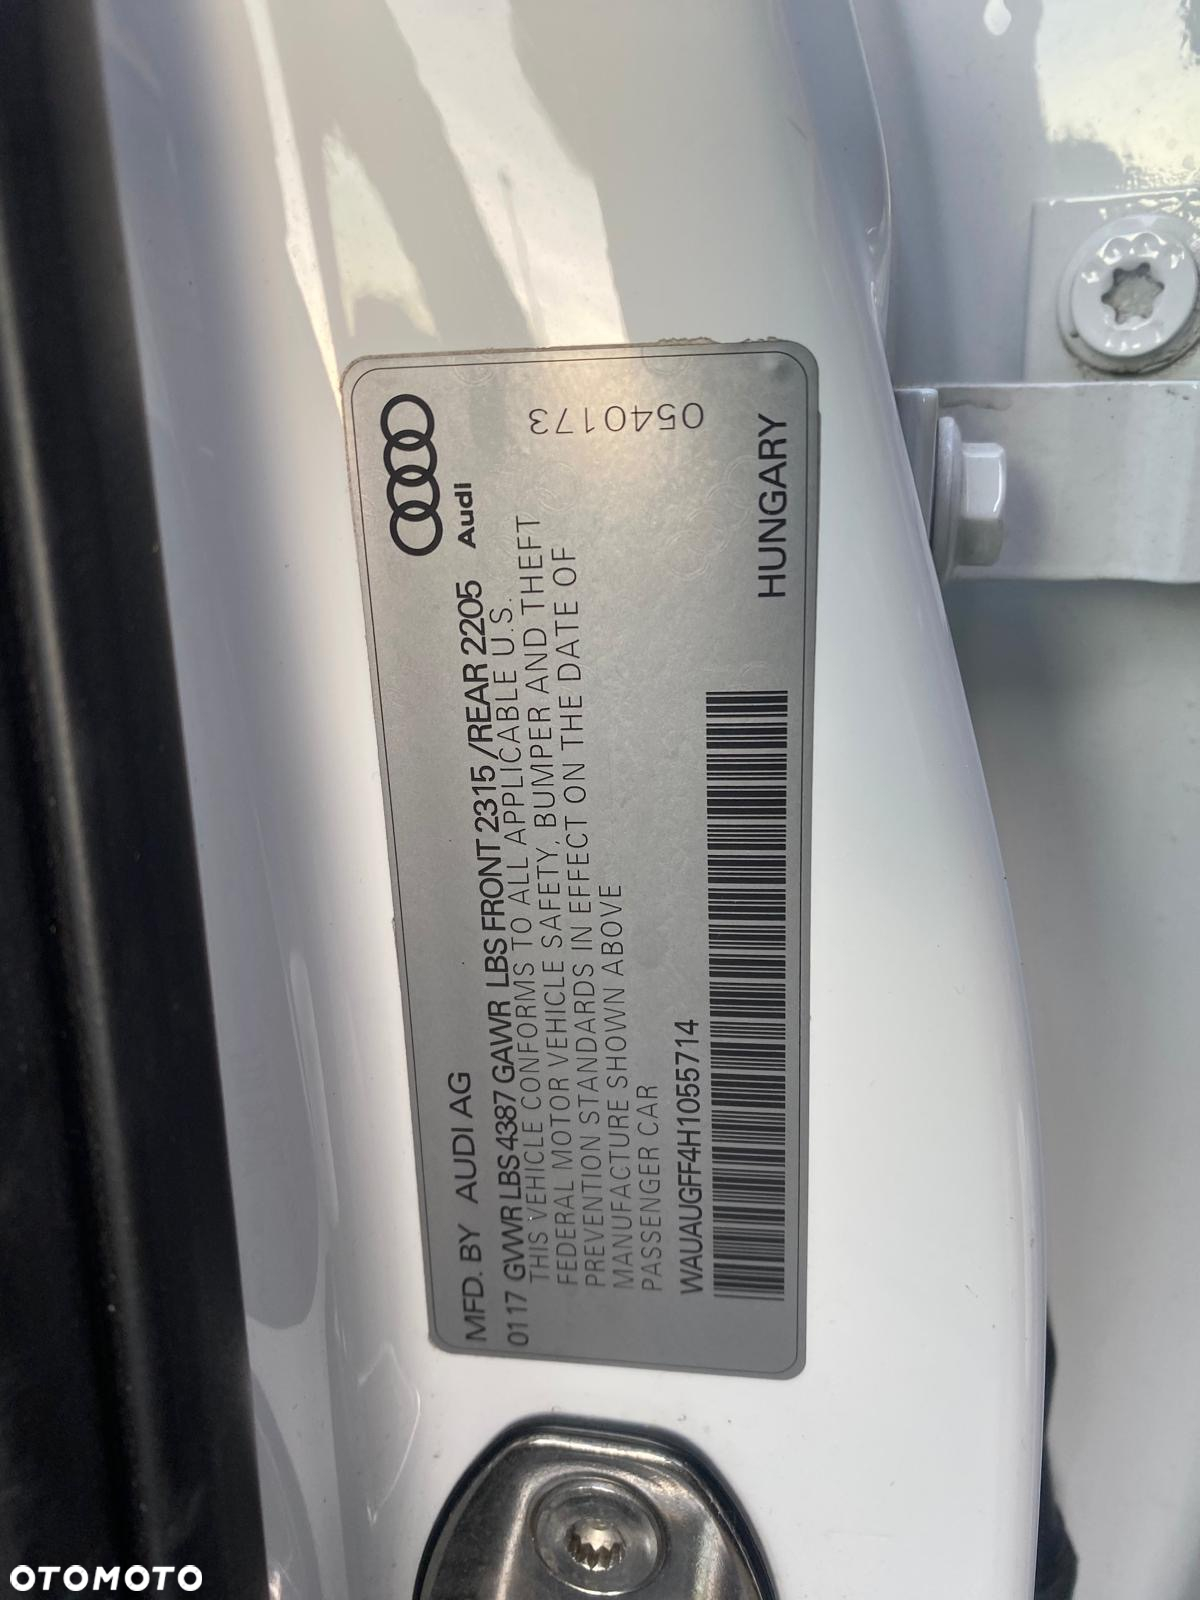 MFD. BY AUDI AG
Audi
01 17 GVWR LBS 4387 GAWR LBS FRONT 2315 / REAR 2205
THIS VEHICLE CONFORMS TO ALL APPLICABLE U.S.
FEDERAL MOTOR VEHICLE SAFETY, BUMPER AND THEFT
PREVENTION STANDARDS IN EFFECT ON THE DATE OF
MANUFACTURE SHOWN ABOVE
PASSENGER CAR
0540173
WAUAUGFF4H1055714
HUNGARY
OTOMOTO